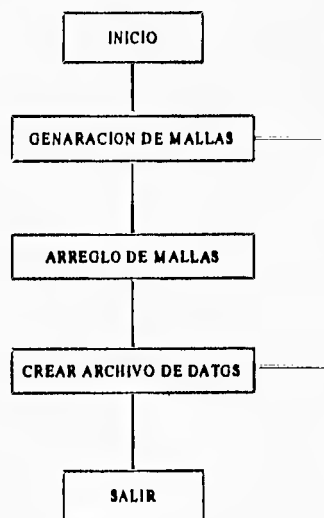 INICIO
GENARACION DE MALLAS
ARREGLO DE MALLAS
CREAR ARCHIVO DE DATOS
SALIR